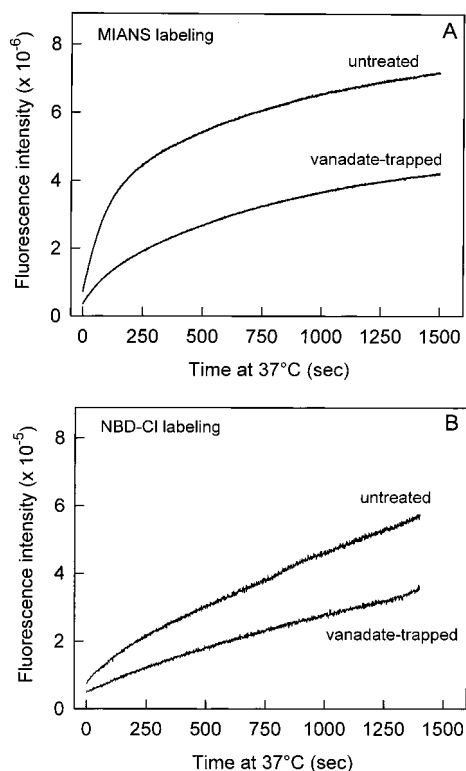 MIANS labeling
A
untreated
vanadate-trapped
Fluorescence intensity (x 10-6)
8
6
4
2
0
0 250 500 750 1000 1250 1500
Time at 37°C (sec)
NBD-Cl labeling
B
untreated
vanadate-trapped
Fluorescence intensity (x 10-5)
8
6
4
2
0
0 250 500 750 1000 1250 1500
Time at 37°C (sec)